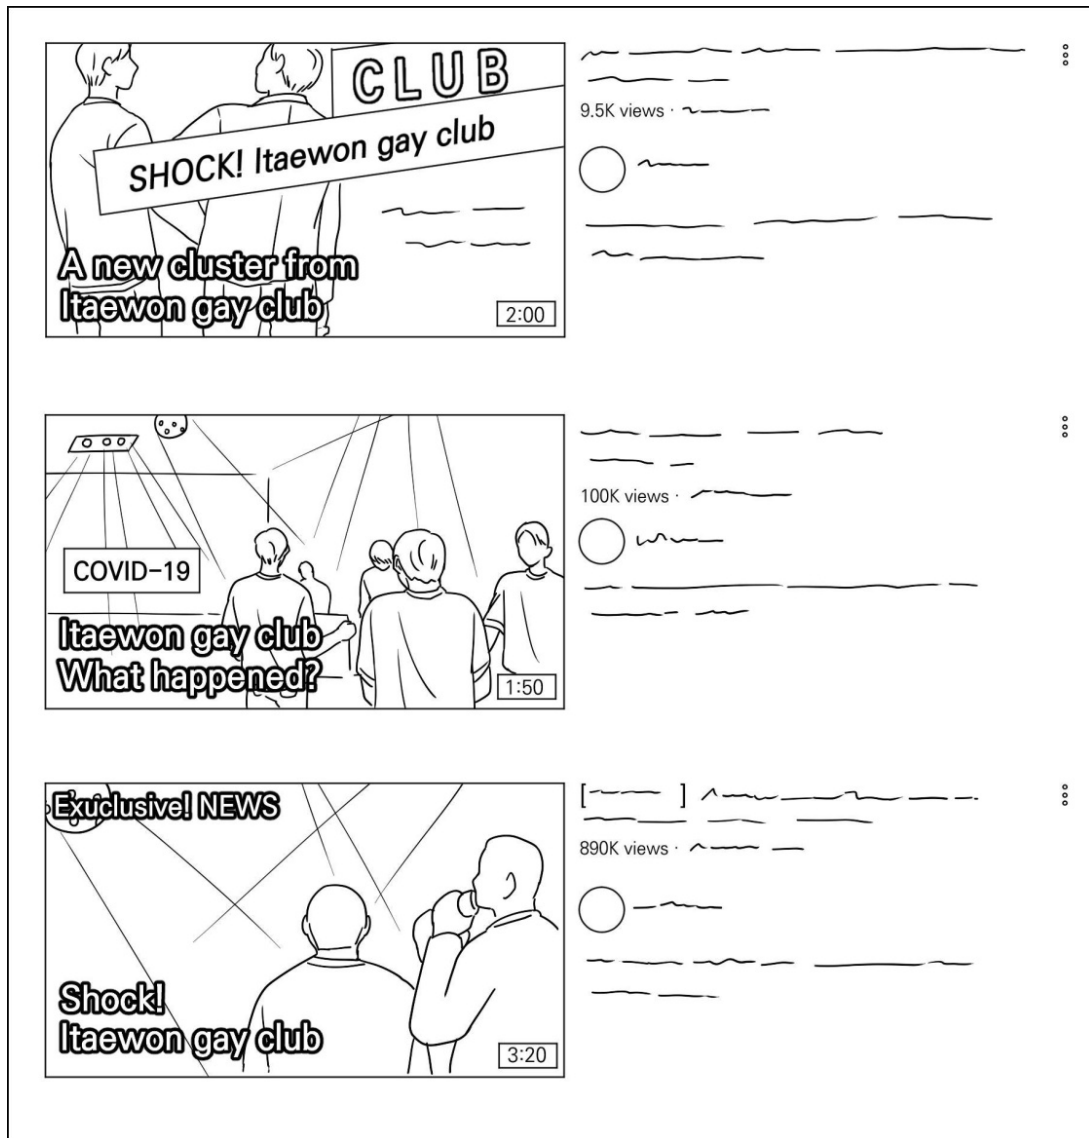 CLUB
SHOCK! Itaewon gay club
A new cluster from
Itaewon gay club
2:00
9.5K views ·
COVID-19
Itaewon gay club
What happened?
1:50
100K views ·
Exuclusive! NEWS
Shock!
Itaewon gay club
3:20
[ ]
890K views ·